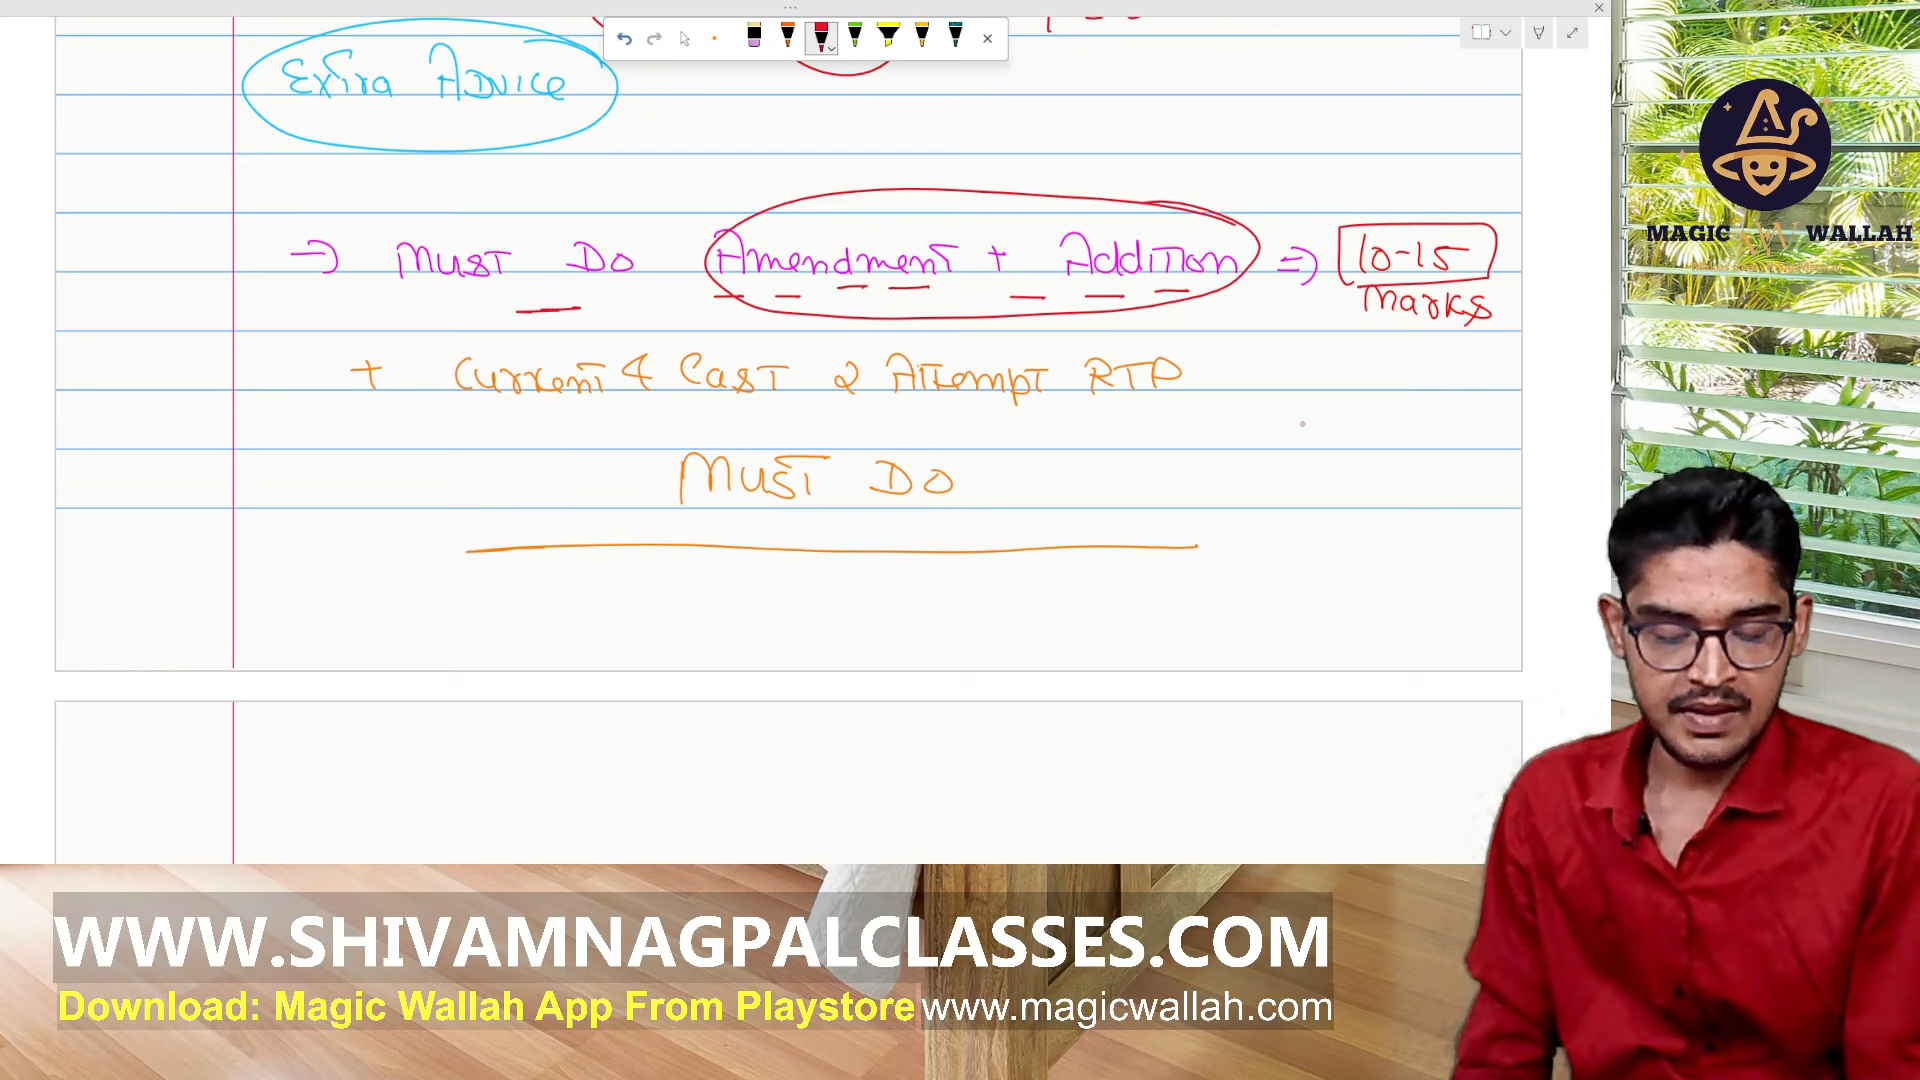 Extra Advice
⇒ Must Do Amendment + Addition ⇒ 10-15
Marks
+ Current & Last 2 Attempt RTP
Must Do
MAGIC WALLAH
WWW.SHIVAMNAGPALCLASSES.COM
Download: Magic Wallah App From Playstore www.magicwallah.com